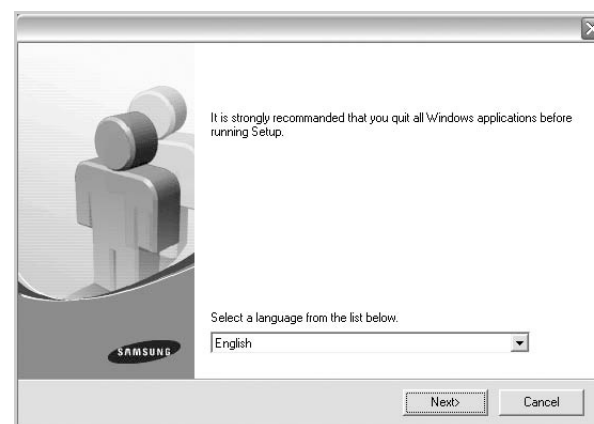 It is strongly recommanded that you quit all Windows applications before
running Setup.
Select a language from the list below.
English
SAMSUNG
Next>
Cancel